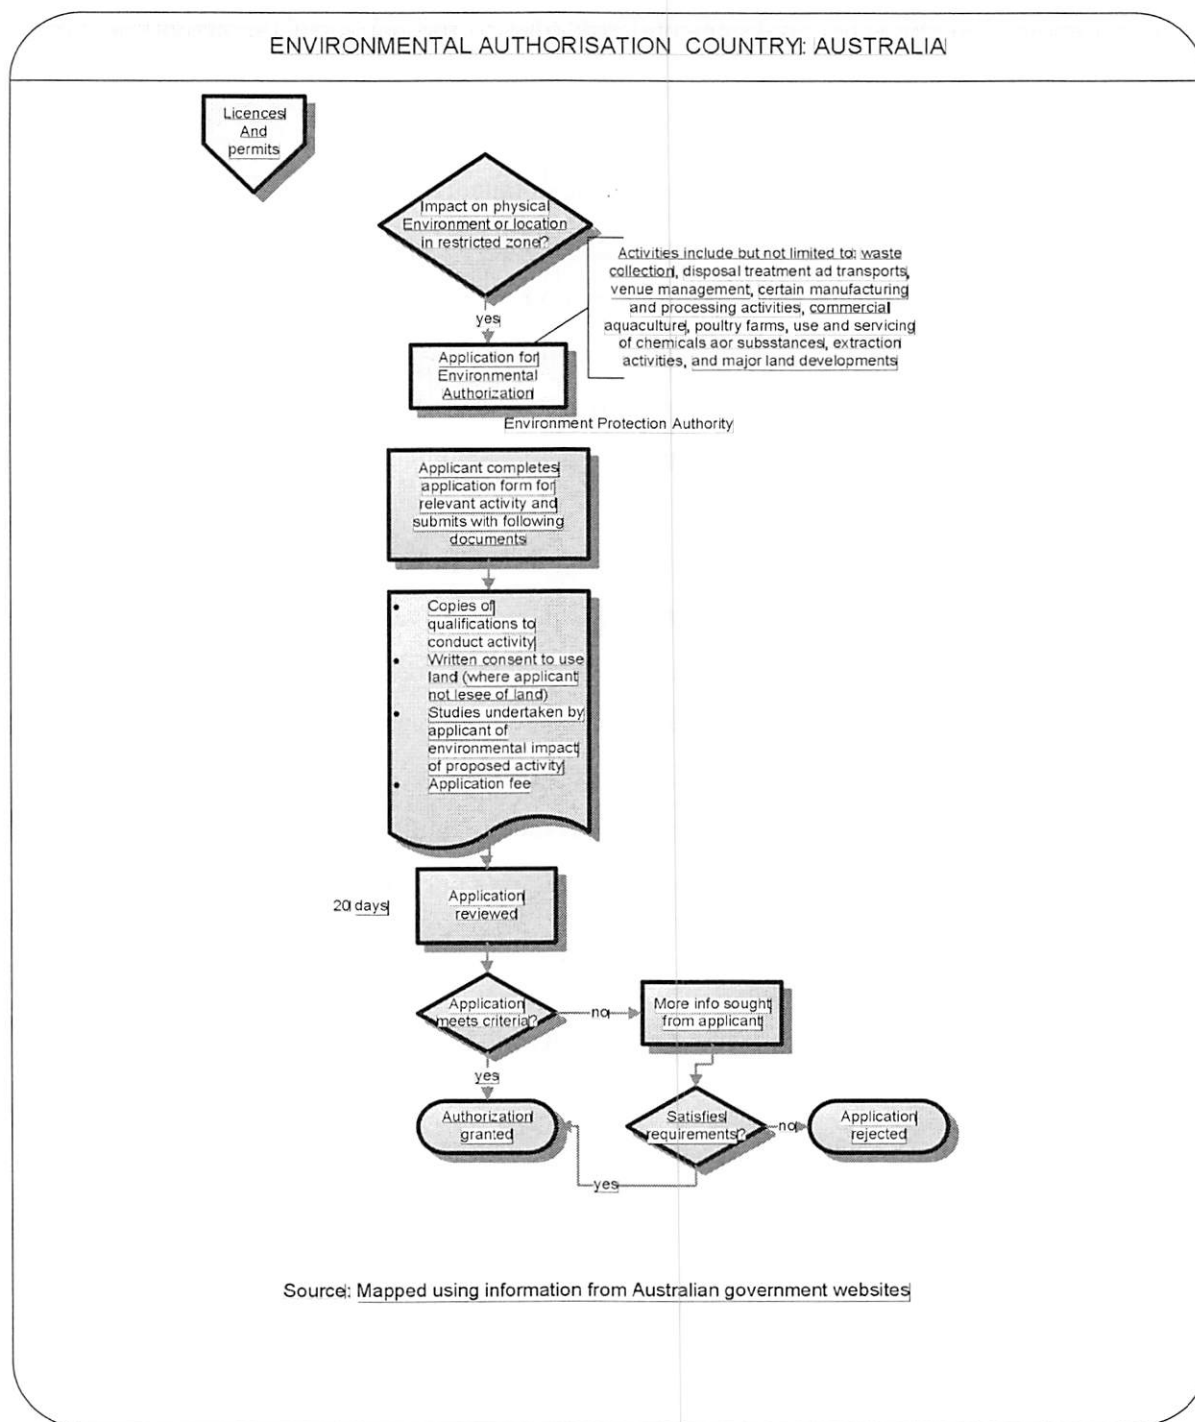 ENVIRONMENTAL AUTHORISATION COUNTRY: AUSTRALIA
Licences
And
permits
Impact on physical
Environment or location
in restricted zone?
Activities include but not limited to: waste
collection, disposal treatment ad transports,
venue management, certain manufacturing
and processing activities, commercial
aquaculture, poultry farms, use and servicing
of chemicals aor subsstances, extraction
activities, and major land developments
yes
Application for
Environmental
Authorization
Environment Protection Authority
Applicant completes
application form for
relevant activity and
submits with following
documents
• Copies of
qualifications to
conduct activity
• Written consent to use
land (where applicant
not lesee of land)
• Studies undertaken by
applicant of
environmental impact
of proposed activity
• Application fee
20 days
Application
reviewed
Application
meets criteria?
no
More info sought
from applicant
yes
Authorization
granted
Satisfies
requirements?
no
Application
rejected
yes
Source: Mapped using information from Australian government websites